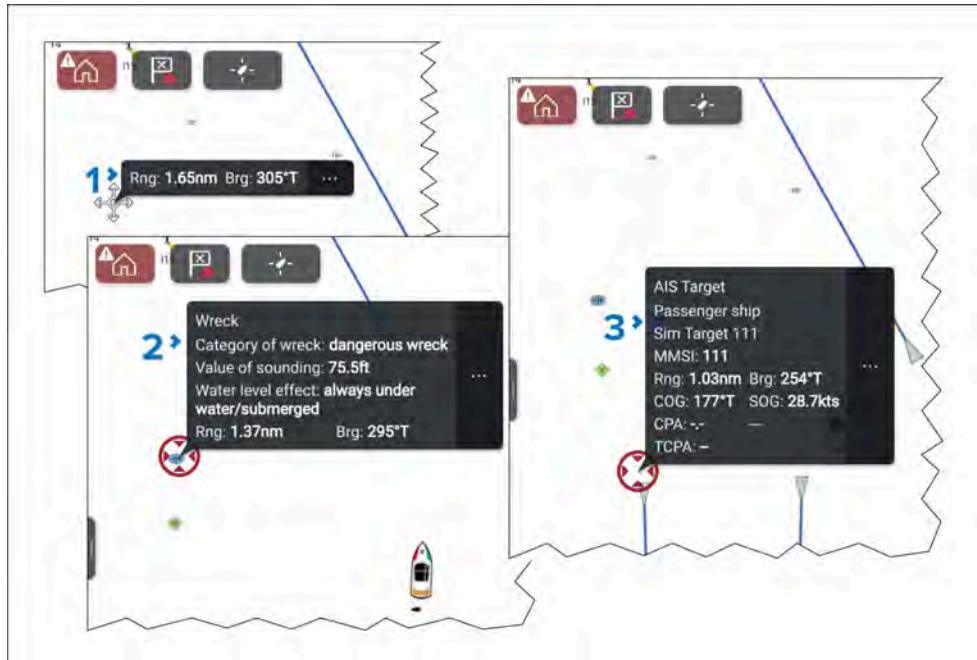 1
Rng: 1.65nm Brg: 305°T ...
2
Wreck
Category of wreck: dangerous wreck
Value of sounding: 75.5ft
Water level effect: always under
water/submerged
Rng: 1.37nm Brg: 295°T
...
3
AIS Target
Passenger ship
Sim Target 111
MMSI: 111
Rng: 1.03nm Brg: 254°T
COG: 177°T SOG: 28.7kts
CPA: -.- —
TCPA: –
...